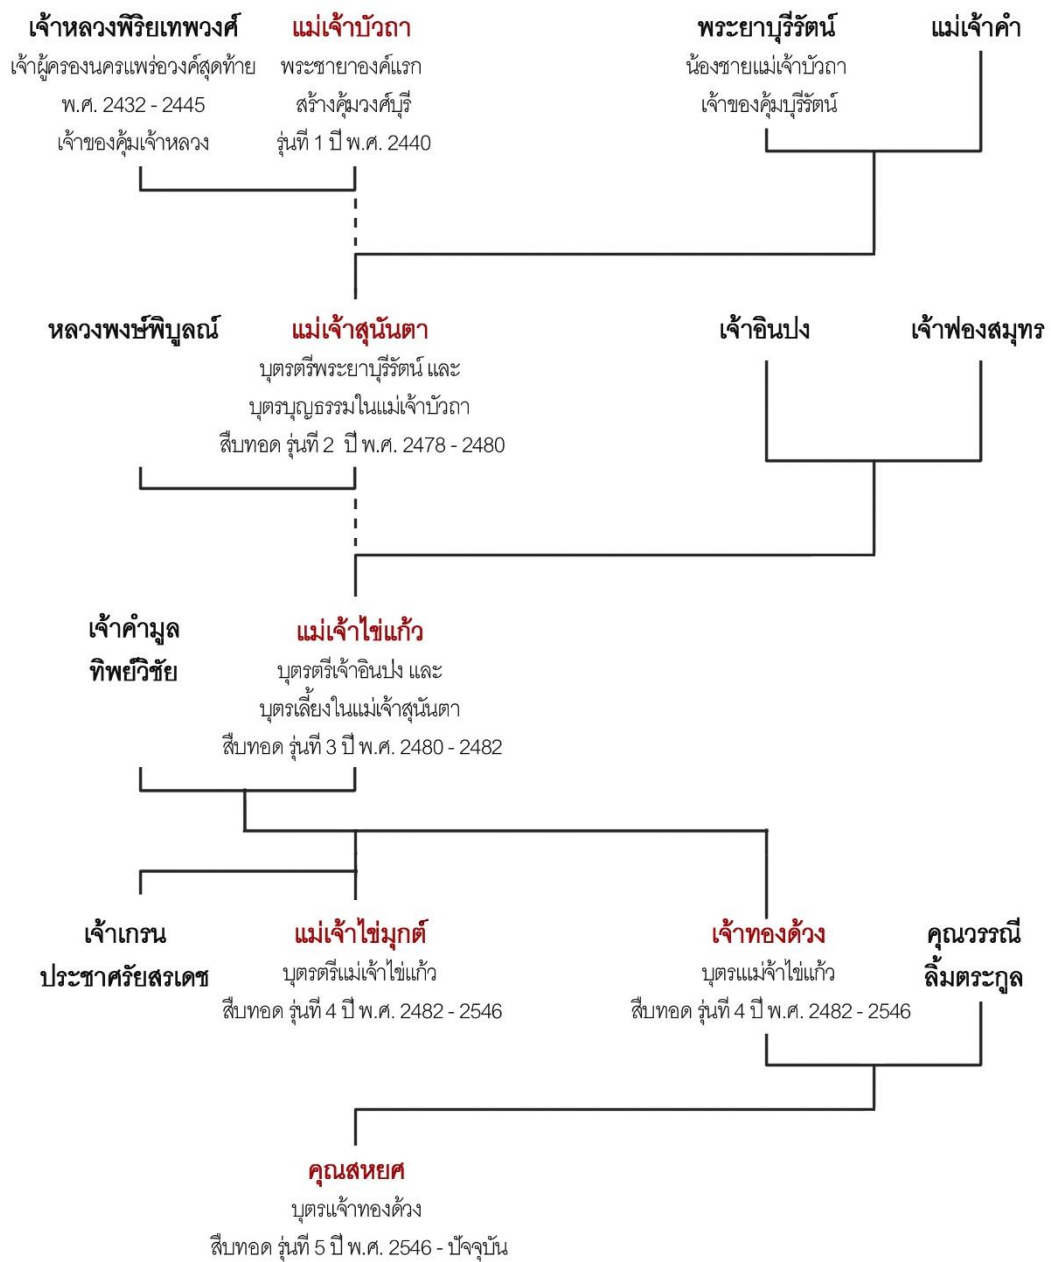 เจ้าหลวงพิริยเทพวงศ์
เจ้าผู้ครองนครแพร่องค์สุดท้าย
พ.ศ. 2432 - 2445
เจ้าของคุ้มเจ้าหลวง
แม่เจ้าบัวถา
พระชายาองค์แรก
สร้างคุ้มวงศ์บุรี
รุ่นที่ 1 ปี พ.ศ. 2440
พระยาบุรีรัตน์
น้องชายแม่เจ้าบัวถา
เจ้าของคุ้มบุรีรัตน์
แม่เจ้าคำ
หลวงพงษ์พิบูลณ์
แม่เจ้าสุนันตา
บุตรตรีพระยาบุรีรัตน์ และ
บุตรบุญธรรมในแม่เจ้าบัวถา
สืบทอด รุ่นที่ 2 ปี พ.ศ. 2478 - 2480
เจ้าอินปง
เจ้าฟองสมุทร
เจ้าคำมูล
ทิพย์วิชัย
แม่เจ้าไข่แก้ว
บุตรตรีเจ้าอินปง และ
บุตรเลี้ยงในแม่เจ้าสุนันตา
สืบทอด รุ่นที่ 3 ปี พ.ศ. 2480 - 2482
เจ้าเกรน
ประชาศรัยสรเดช
แม่เจ้าไข่มุกต์
บุตรตรีแม่เจ้าไข่แก้ว
สืบทอด รุ่นที่ 4 ปี พ.ศ. 2482 - 2546
เจ้าทองด้วง
บุตรแม่จ้าไข่แก้ว
สืบทอด รุ่นที่ 4 ปี พ.ศ. 2482 - 2546
คุณวรรณี
ลิ้มตระกูล
คุณสหยศ
บุตรเจ้าทองด้วง
สืบทอด รุ่นที่ 5 ปี พ.ศ. 2546 - ปัจจุบัน